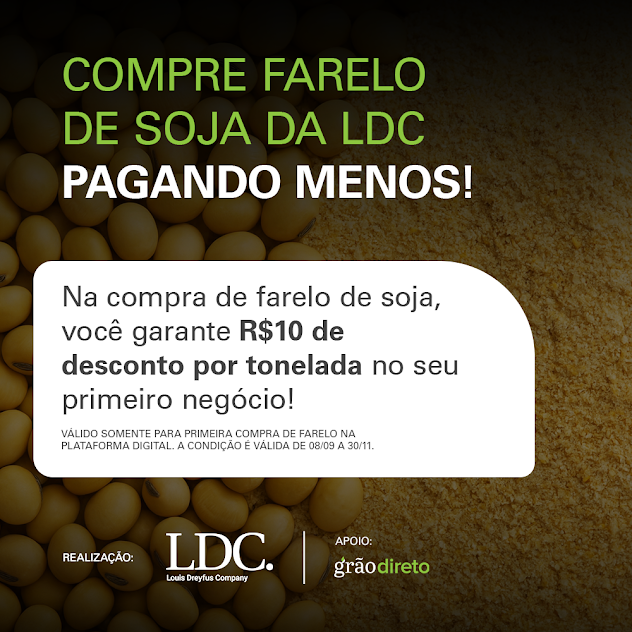 COMPRE FARELO
DE SOJA DA LDC
PAGANDO MENOS!
Na compra de farelo de soja,
você garante R$10 de
desconto por tonelada no seu
primeiro negócio!
VÁLIDO SOMENTE PARA PRIMEIRA COMPRA DE FARELO NA
PLATAFORMA DIGITAL. A CONDIÇÃO É VÁLIDA DE 08/09 A 30/11.
REALIZAÇÃO:
LDC.
Louis Dreyfus Company
APOIO:
grãodireto